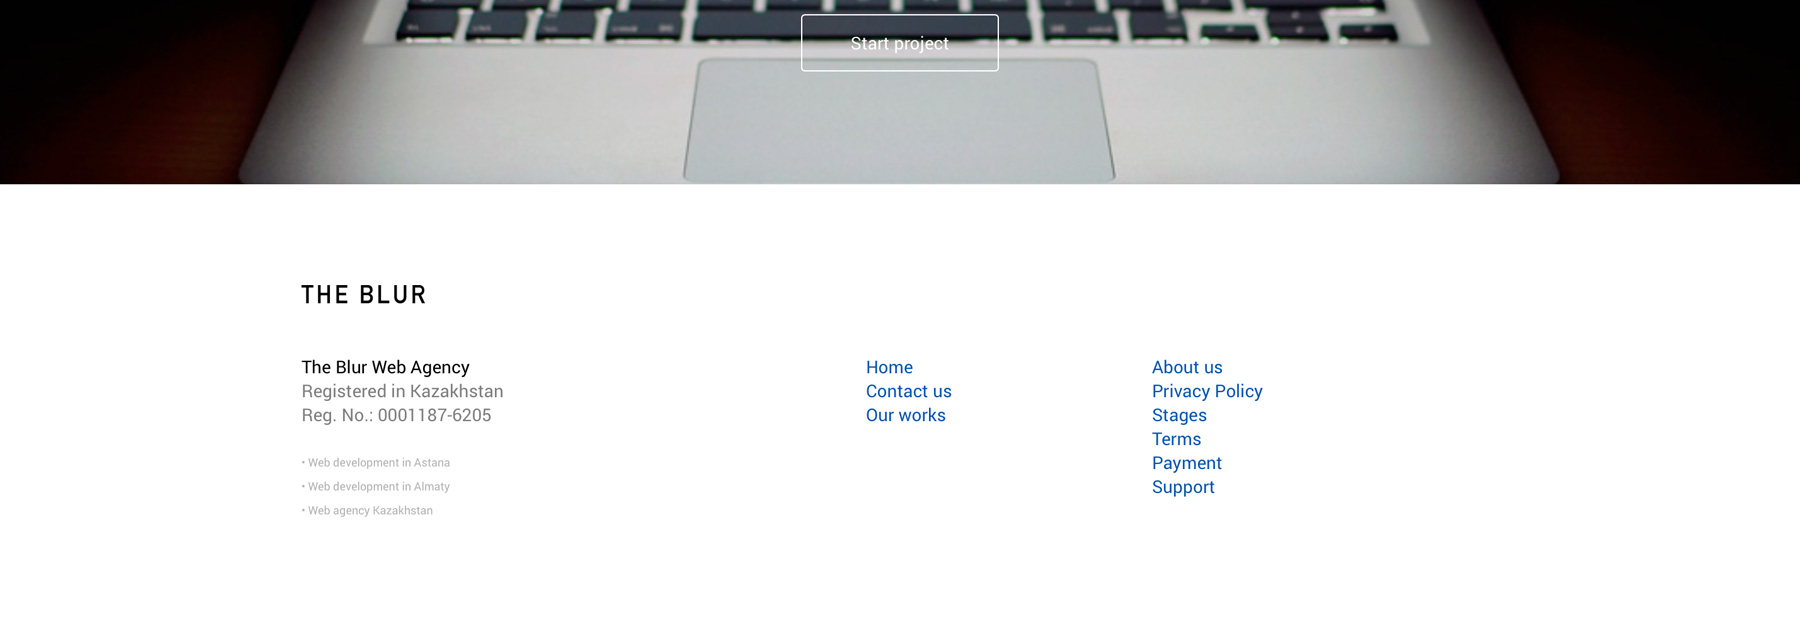 Start project
THE BLUR
The Blur Web Agency
Registered in Kazakhstan
Reg. No.: 0001187-6205
• Web development in Astana
• Web development in Almaty
• Web agency Kazakhstan
Home
Contact us
Our works
About us
Privacy Policy
Stages
Terms
Payment
Support